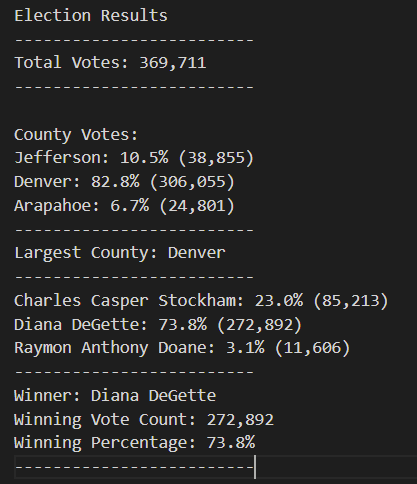 Election Results
-------------------------
Total Votes: 369,711
-------------------------

County Votes:
Jefferson: 10.5% (38,855)
Denver: 82.8% (306,055)
Arapahoe: 6.7% (24,801)
-------------------------
Largest County: Denver
-------------------------
Charles Casper Stockham: 23.0% (85,213)
Diana DeGette: 73.8% (272,892)
Raymon Anthony Doane: 3.1% (11,606)
-------------------------
Winner: Diana DeGette
Winning Vote Count: 272,892
Winning Percentage: 73.8%
-------------------------